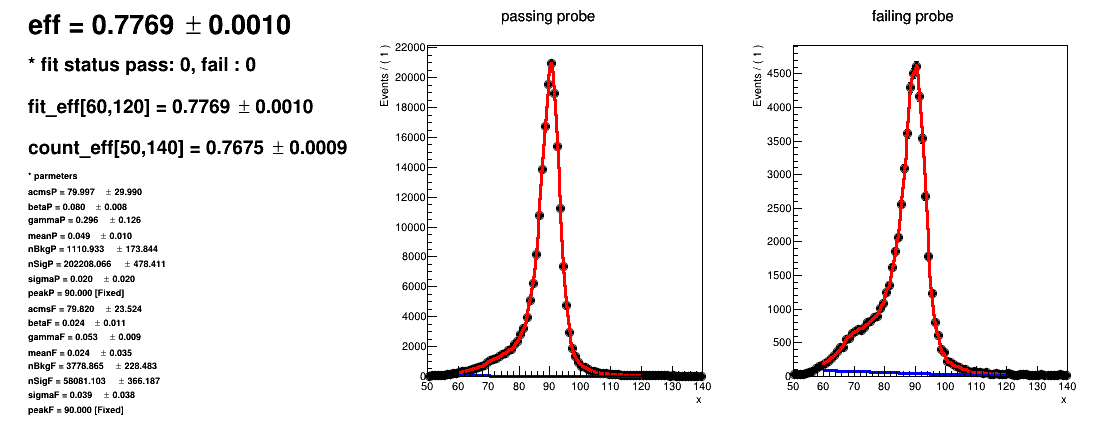 eff = 0.7769 ± 0.0010
* fit status pass: 0, fail : 0
fit_eff[60,120] = 0.7769 ± 0.0010
count_eff[50,140] = 0.7675 ± 0.0009
* parmeters
acmsP = 79.997 ± 29.990
betaP = 0.080 ± 0.008
gammaP = 0.296 ± 0.126
meanP = 0.049 ± 0.010
nBkgP = 1110.933 ± 173.844
nSigP = 202208.066 ± 478.411
sigmaP = 0.020 ± 0.020
peakP = 90.000 [Fixed]
acmsF = 79.820 ± 23.524
betaF = 0.024 ± 0.011
gammaF = 0.053 ± 0.009
meanF = 0.024 ± 0.035
nBkgF = 3778.865 ± 228.483
nSigF = 58081.103 ± 366.187
sigmaF = 0.039 ± 0.038
peakF = 90.000 [Fixed]
passing probe
Events / ( 1 )
22000
20000
18000
16000
14000
12000
10000
8000
6000
4000
2000
0
50 60 70 80 90 100 110 120 130 140
x
failing probe
Events / ( 1 )
4500
4000
3500
3000
2500
2000
1500
1000
500
0
50 60 70 80 90 100 110 120 130 140
x